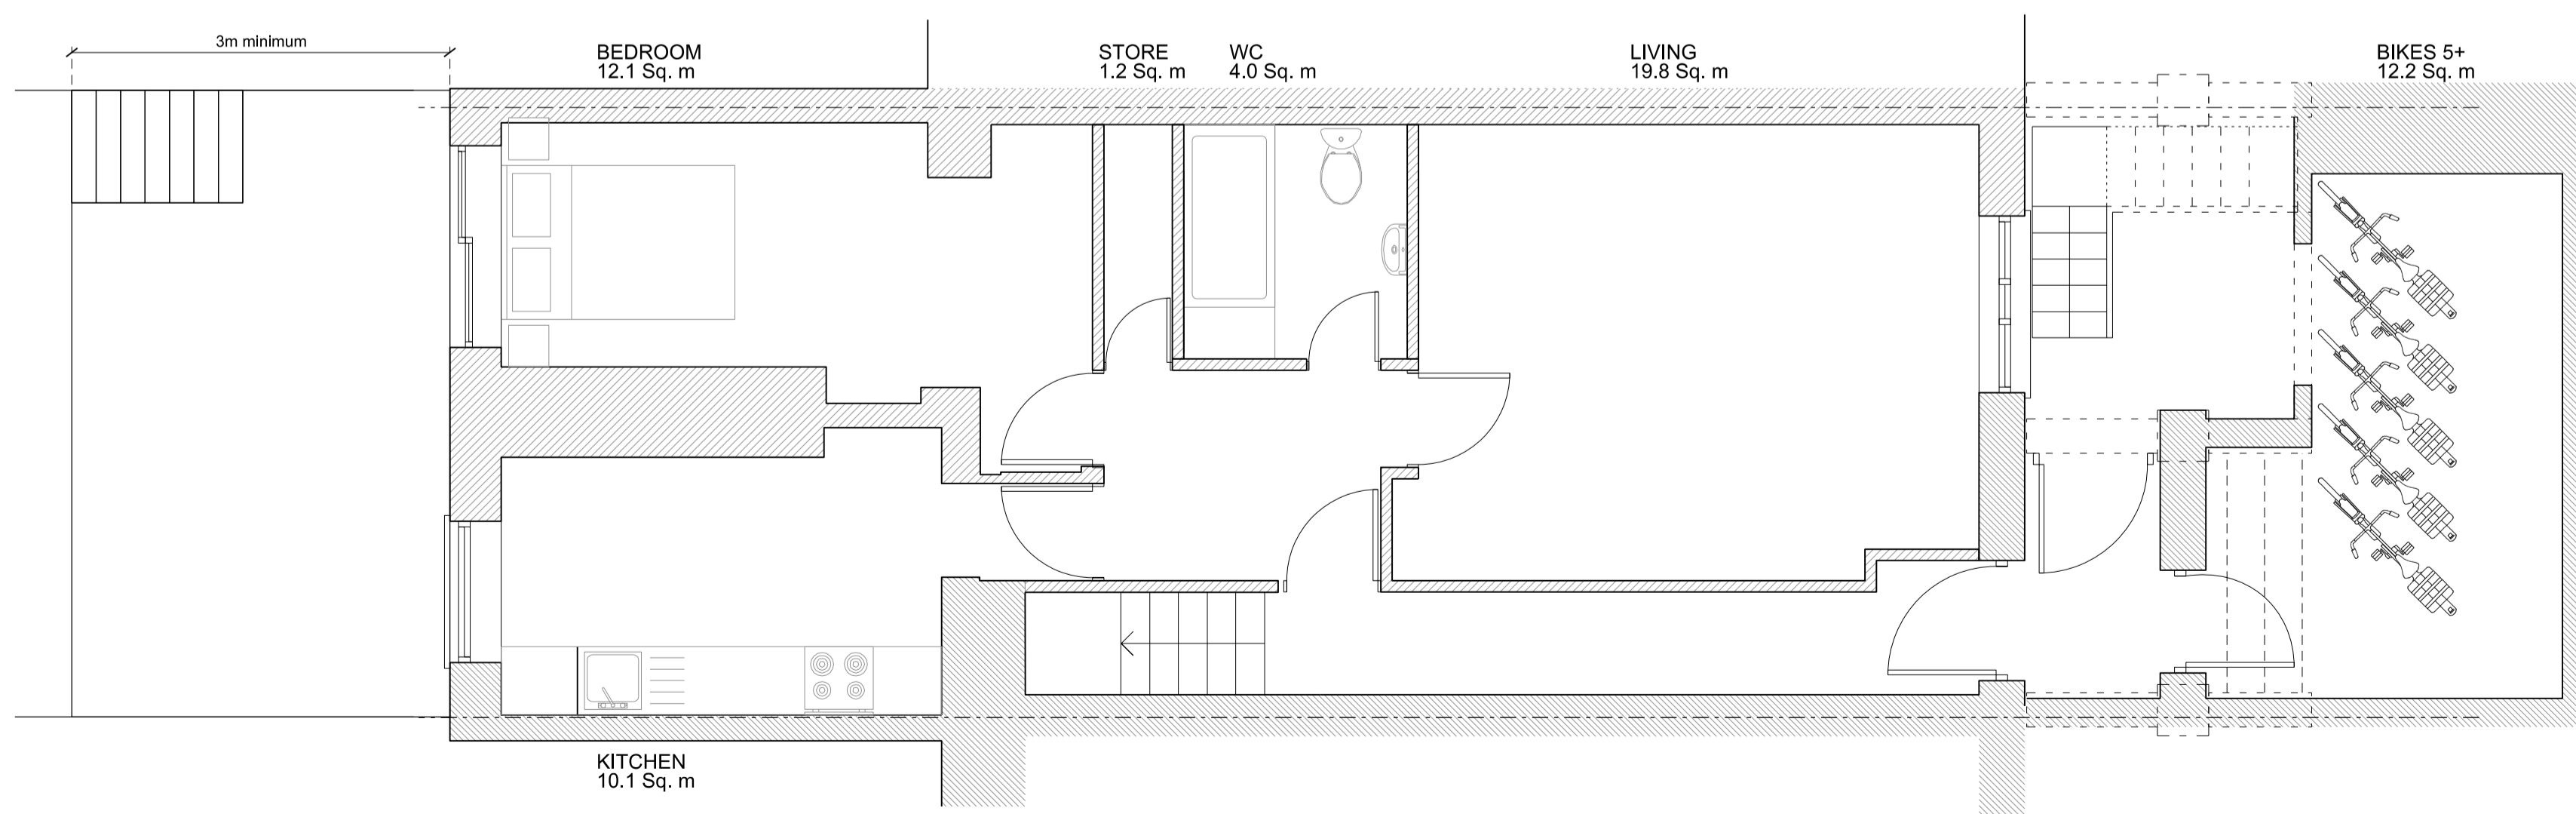 3m minimum
BEDROOM
12.1 Sq. m
STORE
1.2 Sq. m
WC
4.0 Sq. m
LIVING
19.8 Sq. m
BIKES 5+
12.2 Sq. m
KITCHEN
10.1 Sq. m